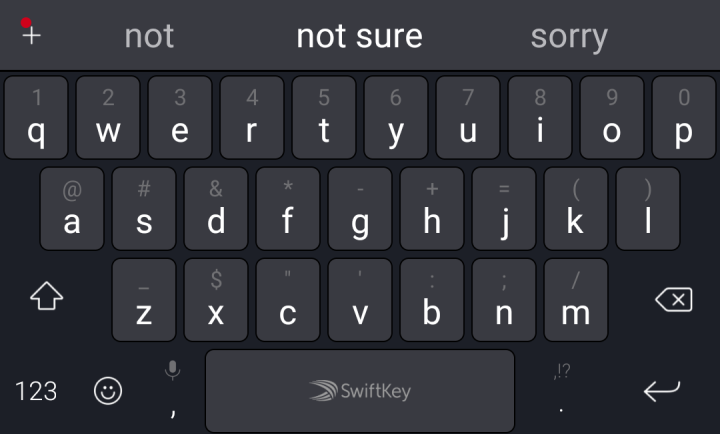 + not not sure sorry
1 2 3 4 5 6 7 8 9 0
q w e r t y u i o p
@ # & * - + = ( )
a s d f g h j k l
_ $ " ' : ; /
z x c v b n m
,!?
123 , SwiftKey .